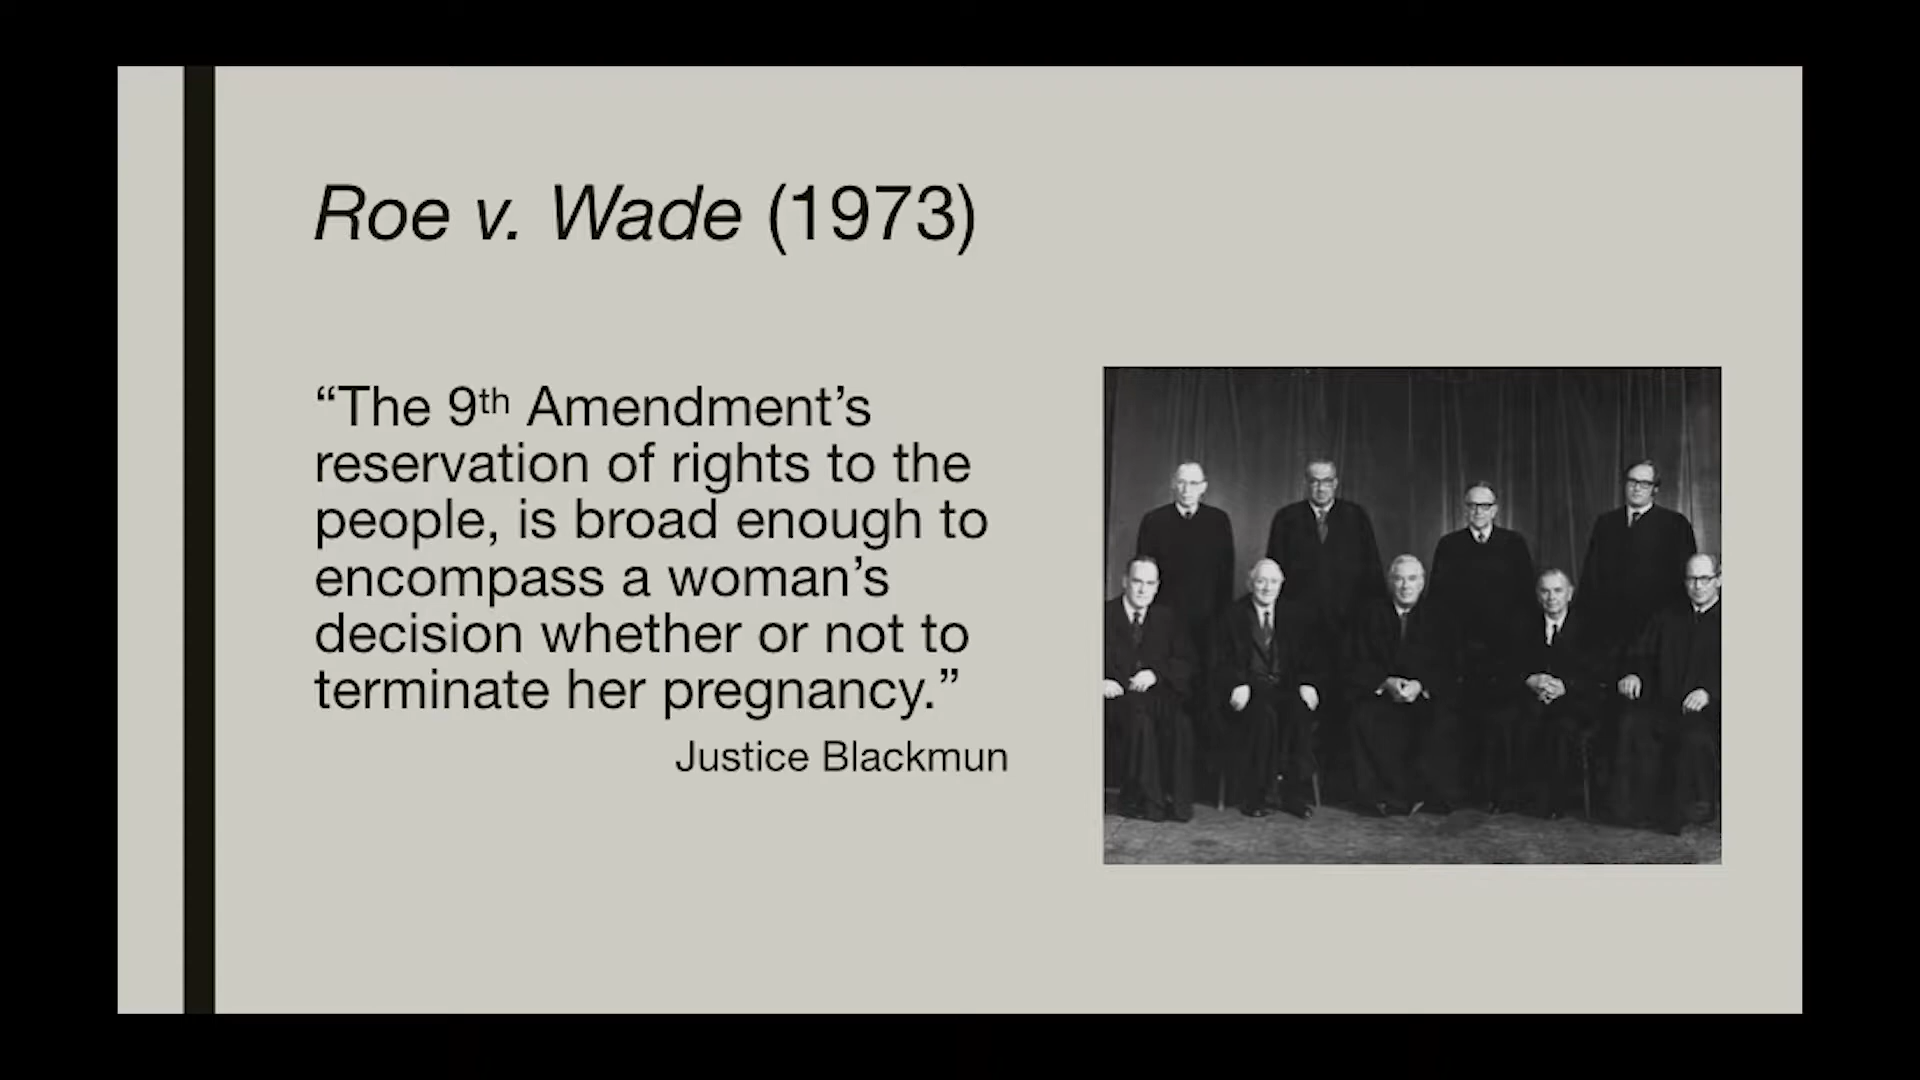 Roe v. Wade (1973)
“The 9th Amendment’s
reservation of rights to the
people, is broad enough to
encompass a woman’s
decision whether or not to
terminate her pregnancy.”
Justice Blackmun